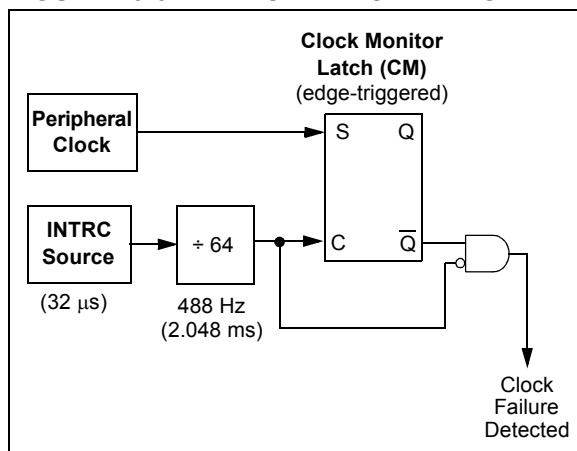 Clock Monitor
Latch (CM)
(edge-triggered)
Peripheral
Clock
S
Q
INTRC
Source
÷ 64
C
Q̅
(32 μs)
488 Hz
(2.048 ms)
Clock
Failure
Detected